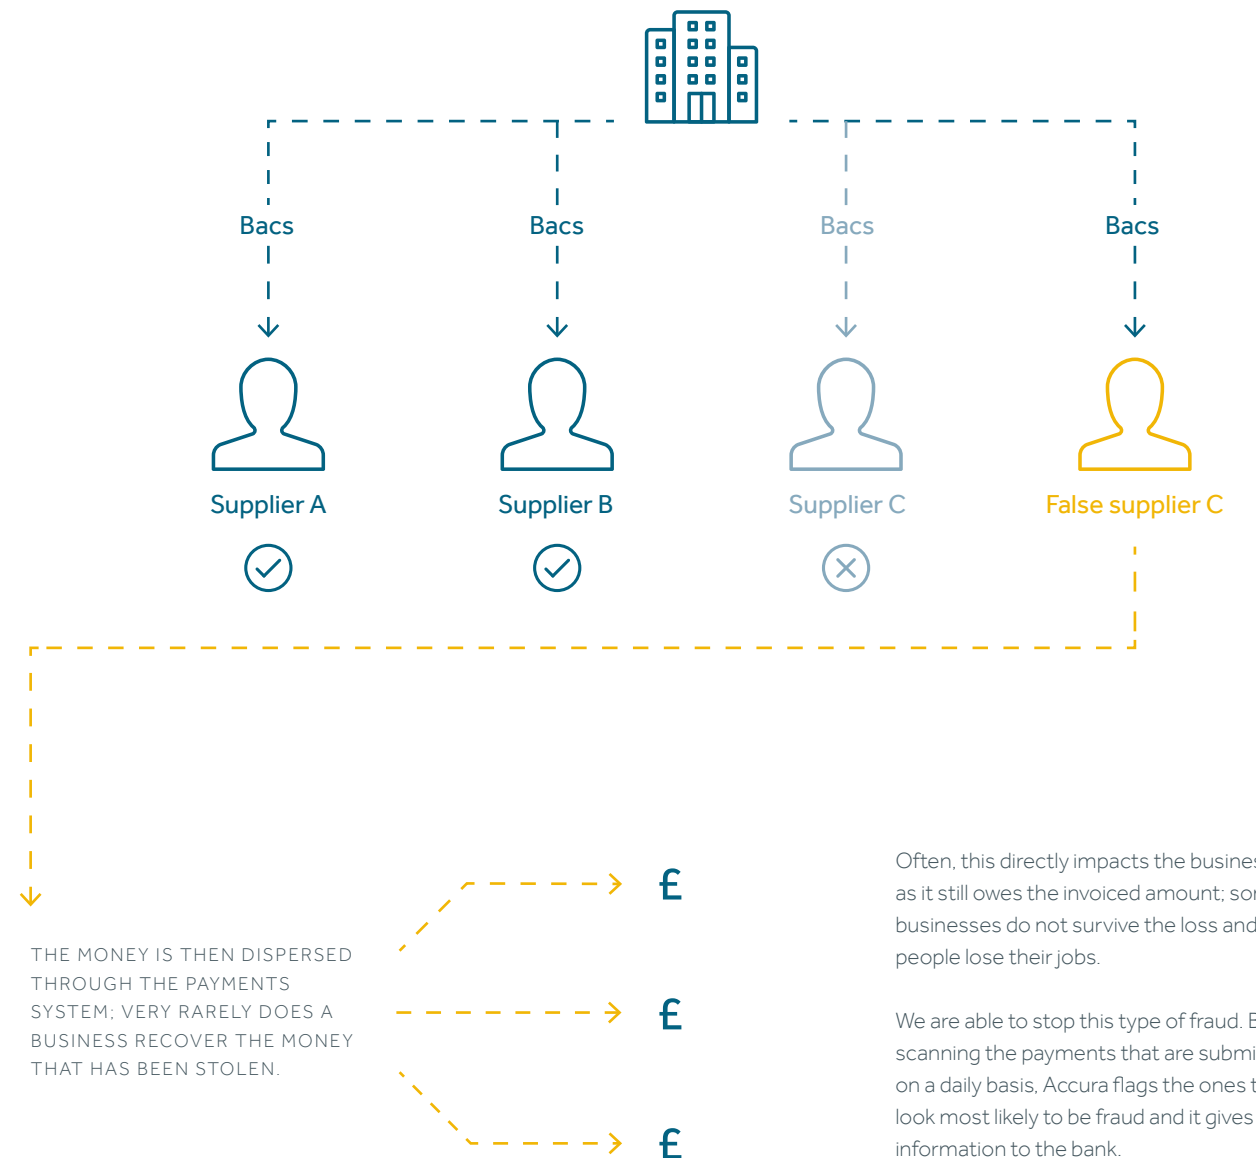 Bacs Bacs Bacs Bacs
Supplier A Supplier B Supplier C False supplier C
£
£
£
THE MONEY IS THEN DISPERSED
THROUGH THE PAYMENTS
SYSTEM; VERY RARELY DOES A
BUSINESS RECOVER THE MONEY
THAT HAS BEEN STOLEN.
Often, this directly impacts the
as it still owes the invoiced amount;
businesses do not survive the loss and
people lose their jobs.
We are able to stop this type of fraud.
scanning the payments that are
on a daily basis, Accura flags the ones
look most likely to be fraud and it gives
information to the bank.